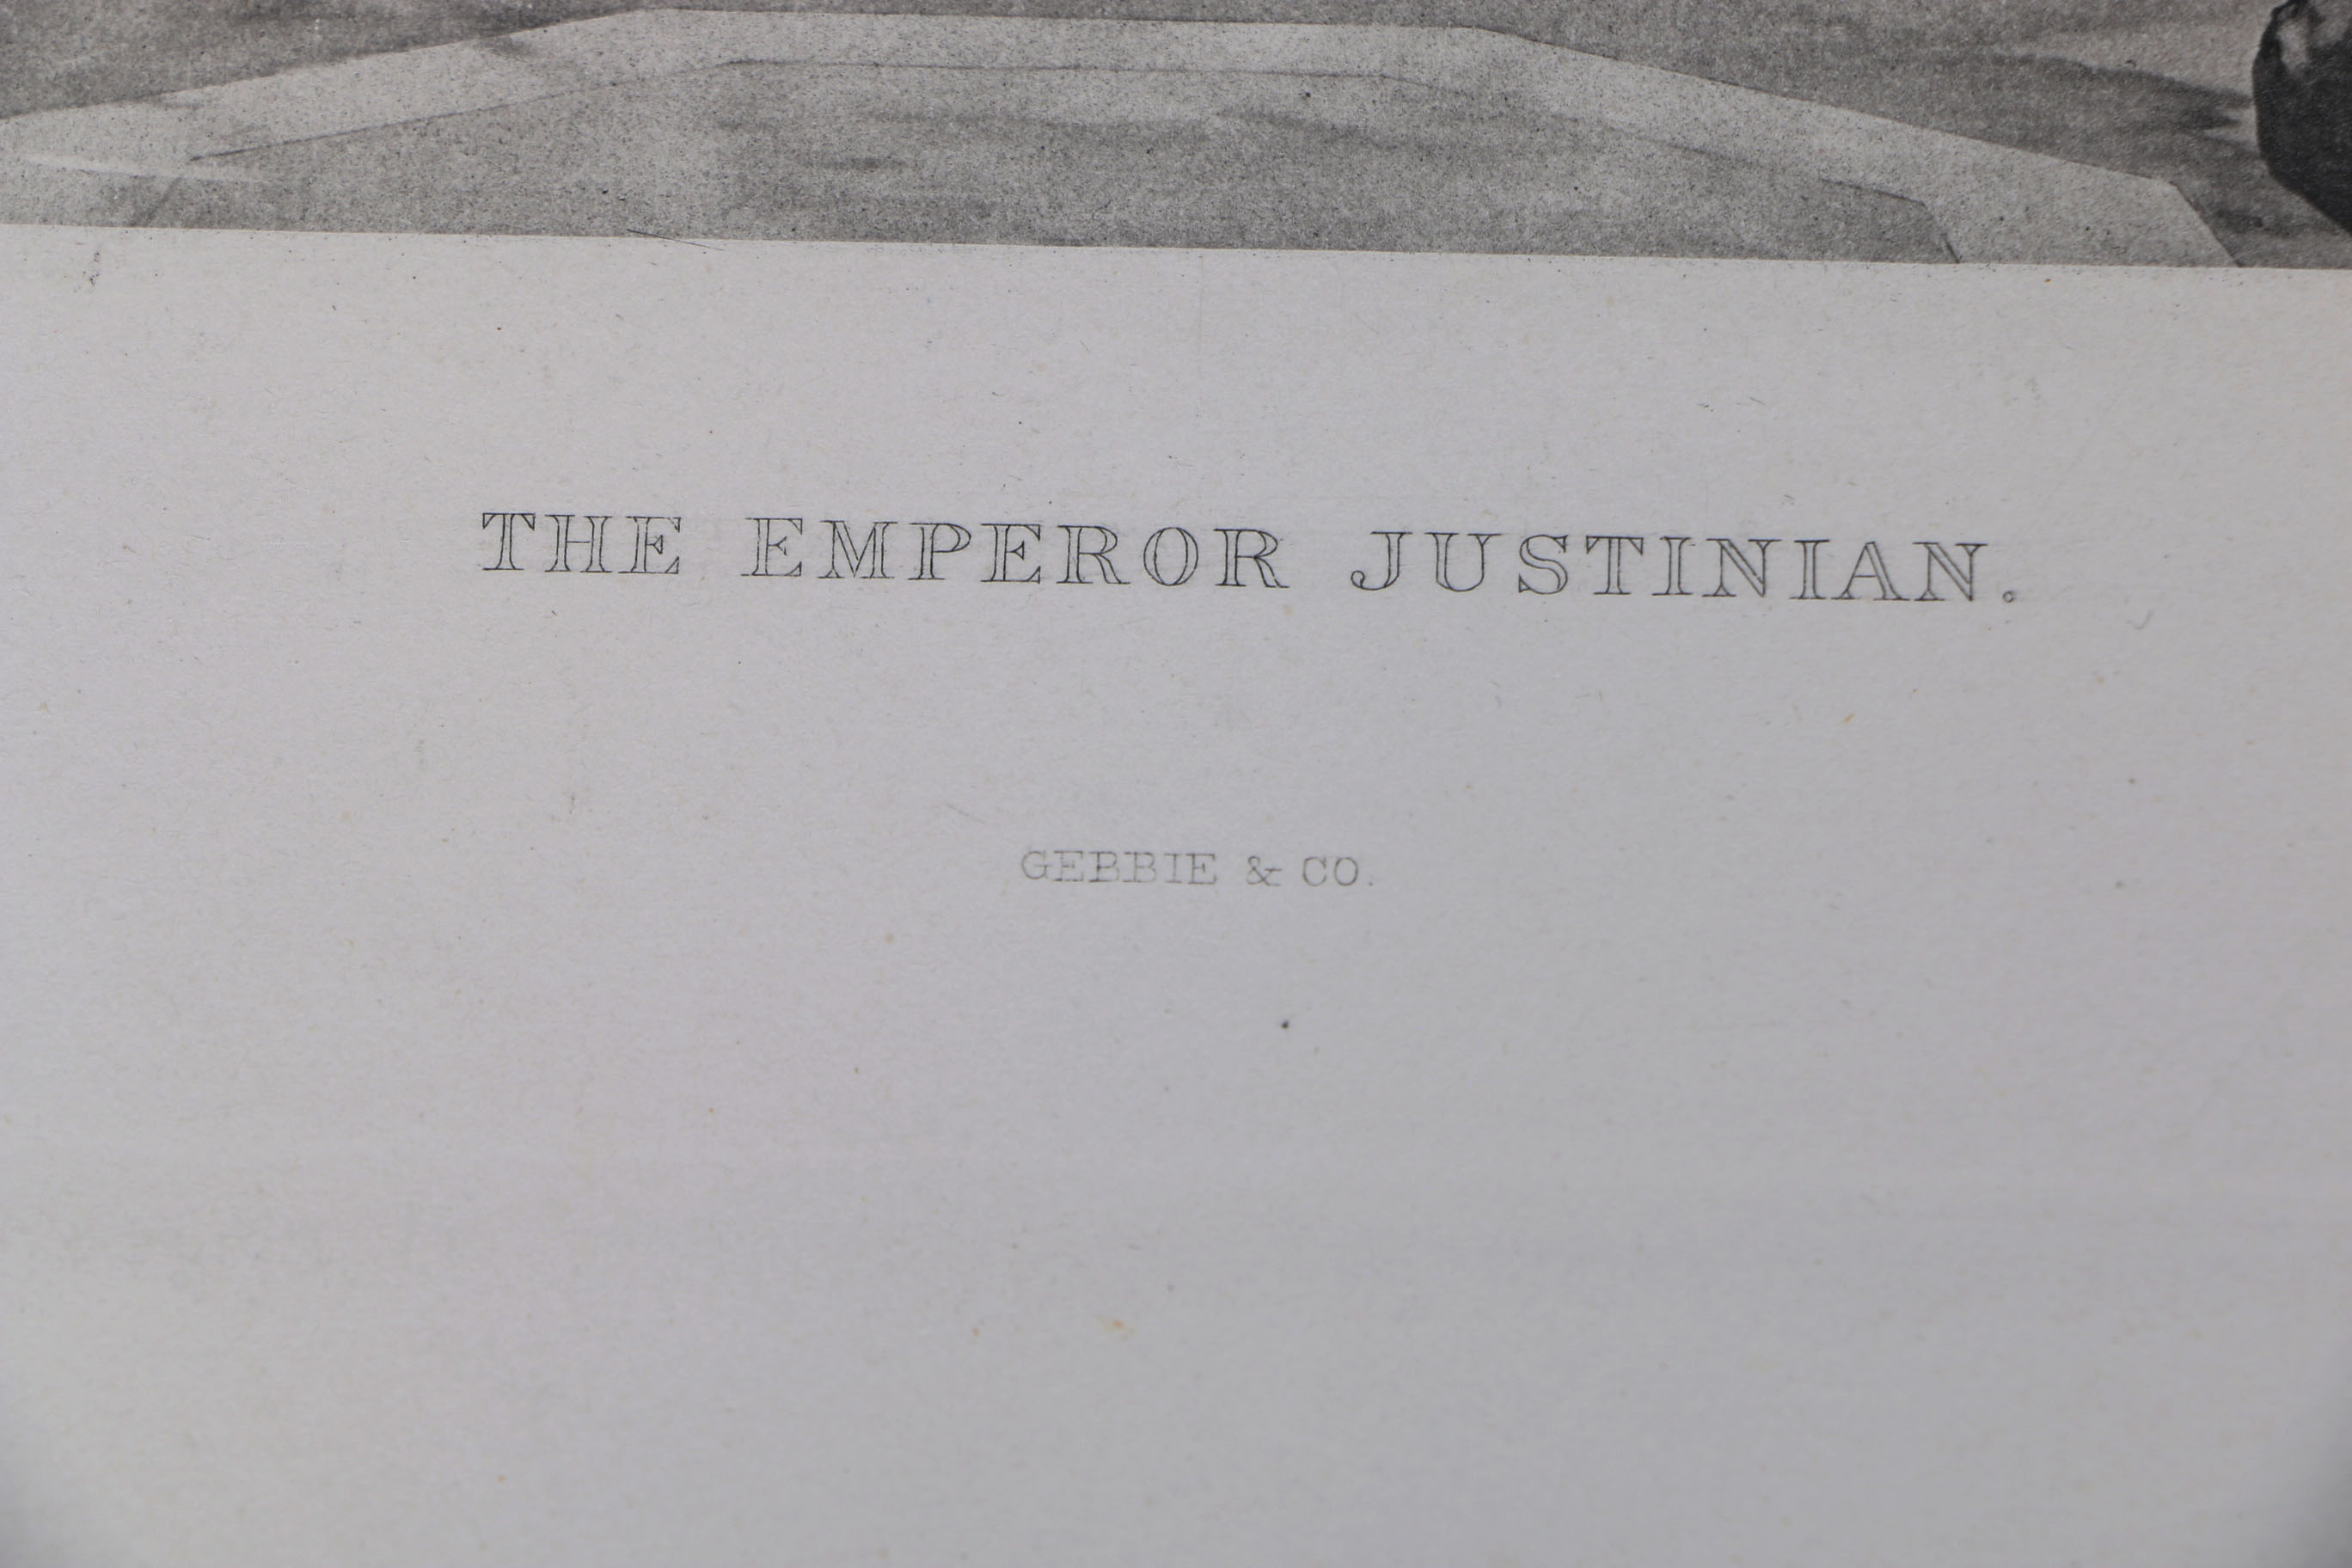 THE EMPEROR JUSTINIAN.
GEBBIE & CO.